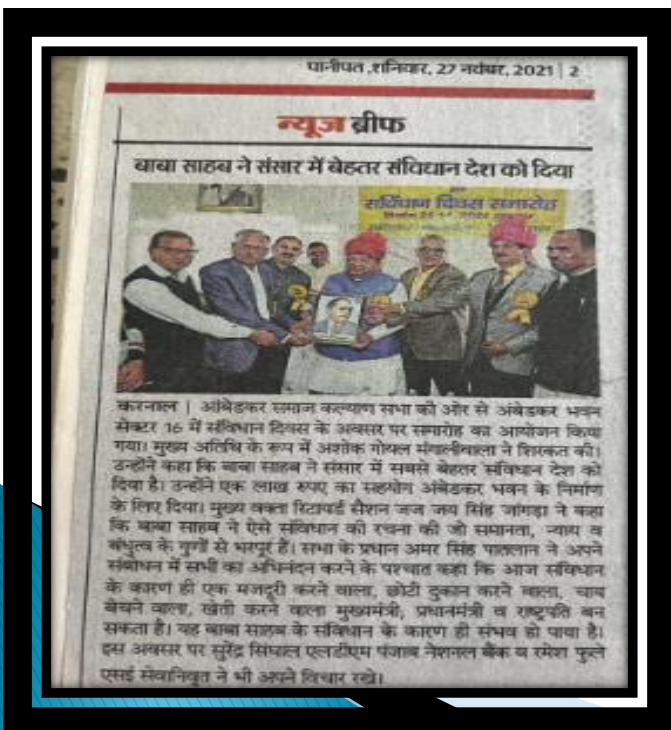 पानीपत ,शनिवार, 27 नवंबर, 2021 | 2
न्यूज ब्रीफ
बाबा साहब ने संसार में बेहतर संविधान देश को दिया
संविधान दिवस समारोह
करनाल | अांबेडकर समाज कल्याण सभा की ओर से अंबेडकर भवन
सेक्टर 16 में संविधान दिवस के अवसर पर समारोह का आयोजन किया
गया। मुख्य अतिथि के रूप में अशोक गोयल मंगालीवाला ने शिरकत की।
उन्होंने कहा कि बाबा साहब ने संसार में सबसे बेहतर संविधान देश को
दिया है। उन्होंने एक लाख रुपए का सहयोग अंबेडकर भवन के निर्माण
के लिए दिया। मुख्य वक्ता रिटायर्ड सैशन जज जय सिंह जांगड़ा ने कहा
कि बाबा साहब ने ऐसे संविधान की रचना की जो समानता, न्याय व
बंधुत्व के गुणों से भरपूर है। सभा के प्रधान अमर सिंह पातलान ने अपने
संबोधन में सभी का अभिनंदन करने के पश्चात कहा कि आज संविधान
के कारण ही एक मजदूरी करने वाला, छोटी दुकान करने वाला, चाय
बेचने वाला, खेती करने वाला मुख्यमंत्री, प्रधानमंत्री व राष्ट्रपति बन
सकता है। यह बाबा साहब के संविधान के कारण ही संभव हो पाया है।
इस अवसर पर सुरेंद्र सिंघाल एलडीएम पंजाब नेशनल बैंक व रमेश फुले
एसई सेवानिवृत ने भी अपने विचार रखे।